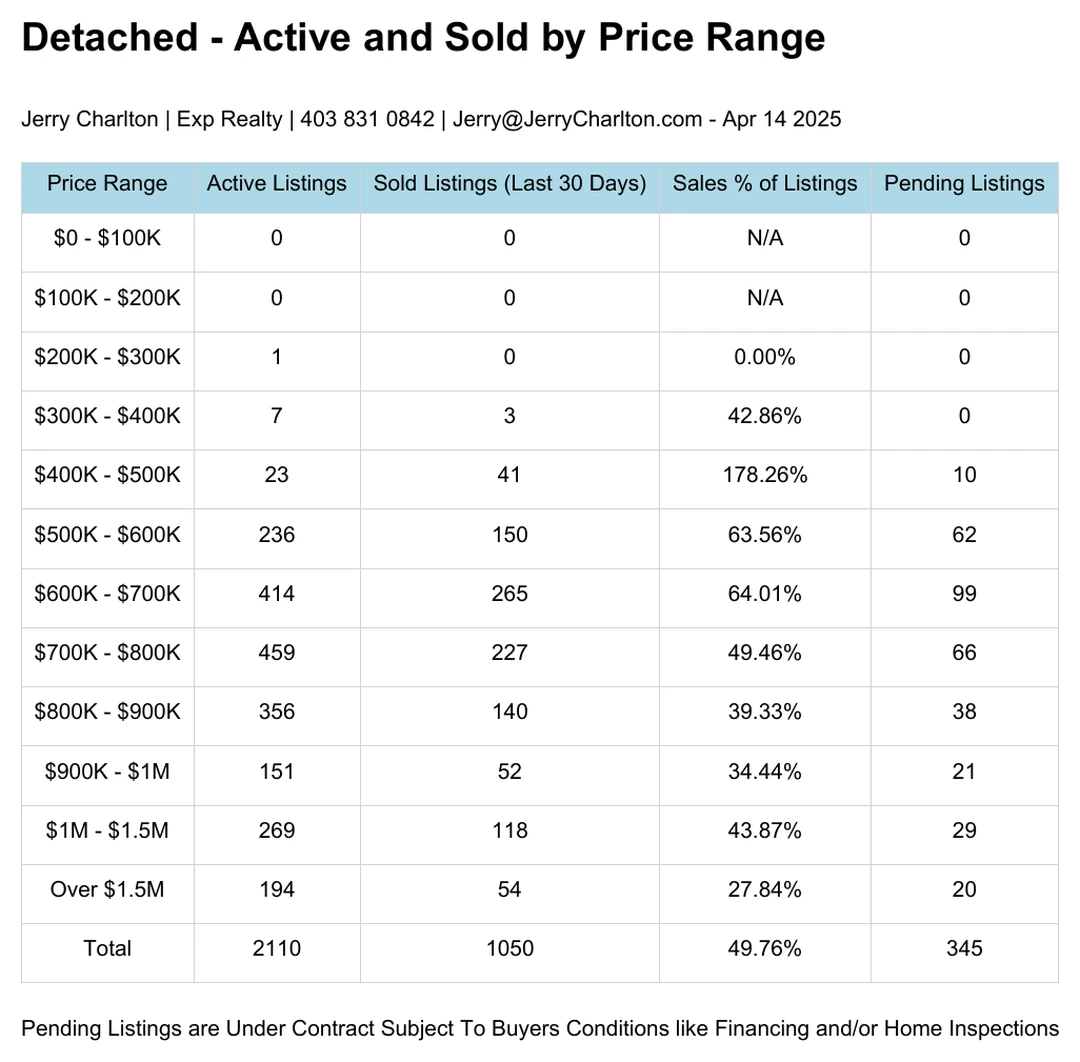 Detached - Active and Sold by Price Range
Jerry Charlton | Exp Realty | 403 831 0842 | Jerry@JerryCharlton.com - Apr 14 2025
Price Range Active Listings Sold Listings (Last 30 Days) Sales % of Listings Pending Listings
$0 - $100K 0 0 N/A 0
$100K - $200K 0 0 N/A 0
$200K - $300K 1 0 0.00% 0
$300K - $400K 7 3 42.86% 0
$400K - $500K 23 41 178.26% 10
$500K - $600K 236 150 63.56% 62
$600K - $700K 414 265 64.01% 99
$700K - $800K 459 227 49.46% 66
$800K - $900K 356 140 39.33% 38
$900K - $1M 151 52 34.44% 21
$1M - $1.5M 269 118 43.87% 29
Over $1.5M 194 54 27.84% 20
Total 2110 1050 49.76% 345
Pending Listings are Under Contract Subject To Buyers Conditions like Financing and/or Home Inspections